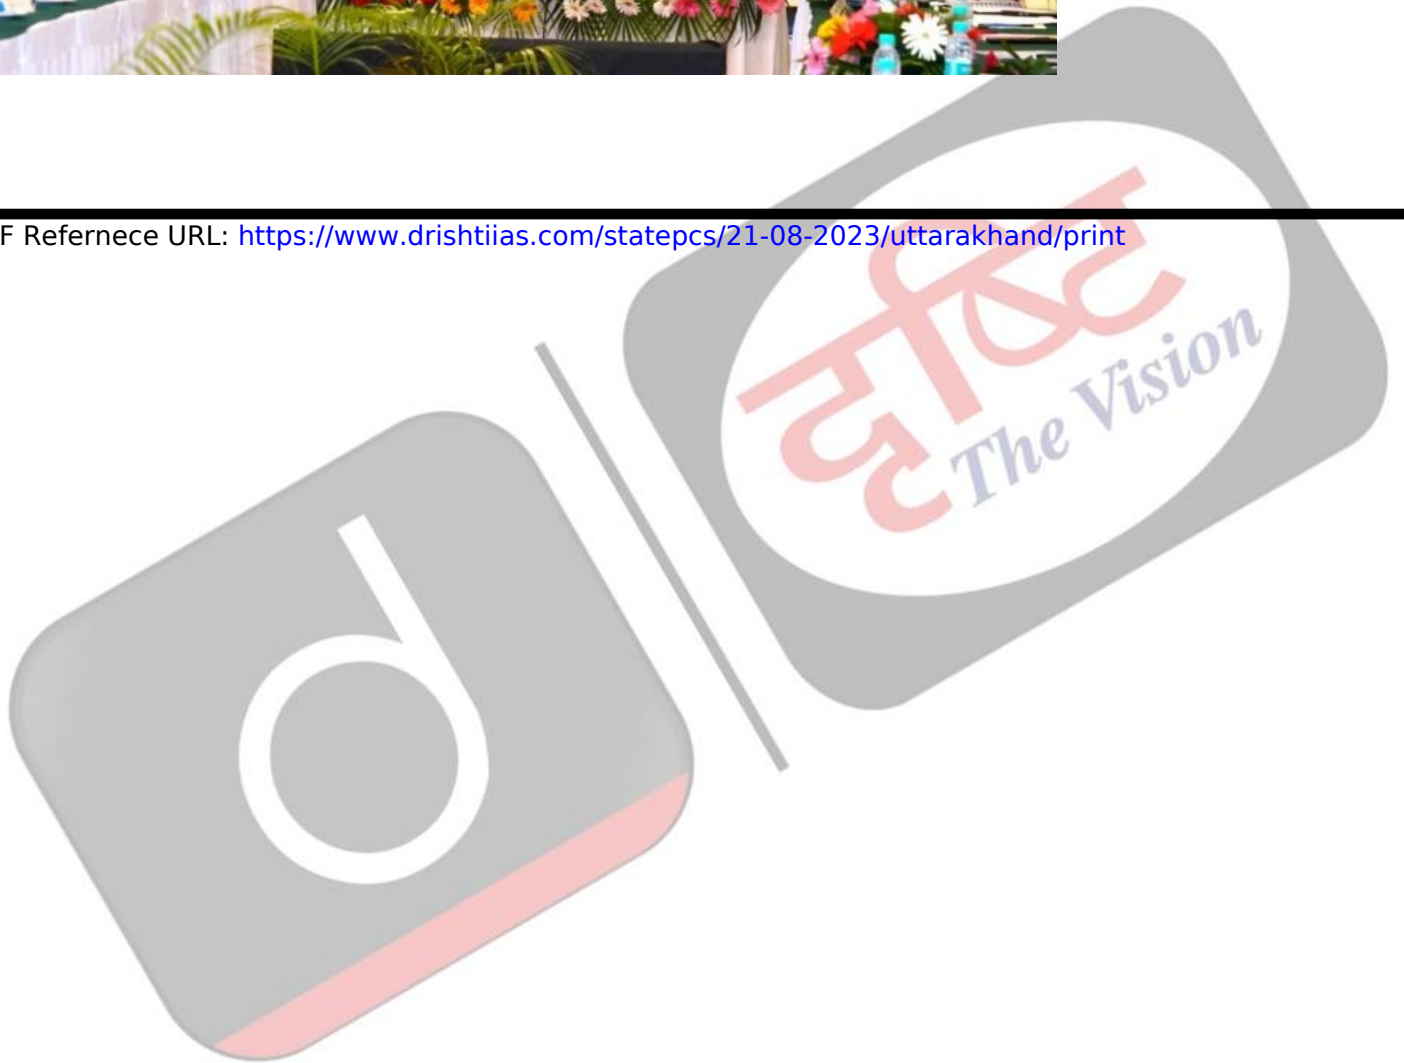 F Refernece URL: https://www.drishtiias.com/statepcs/21-08-2023/uttarakhand/print
दृष्टि
The Vision
d